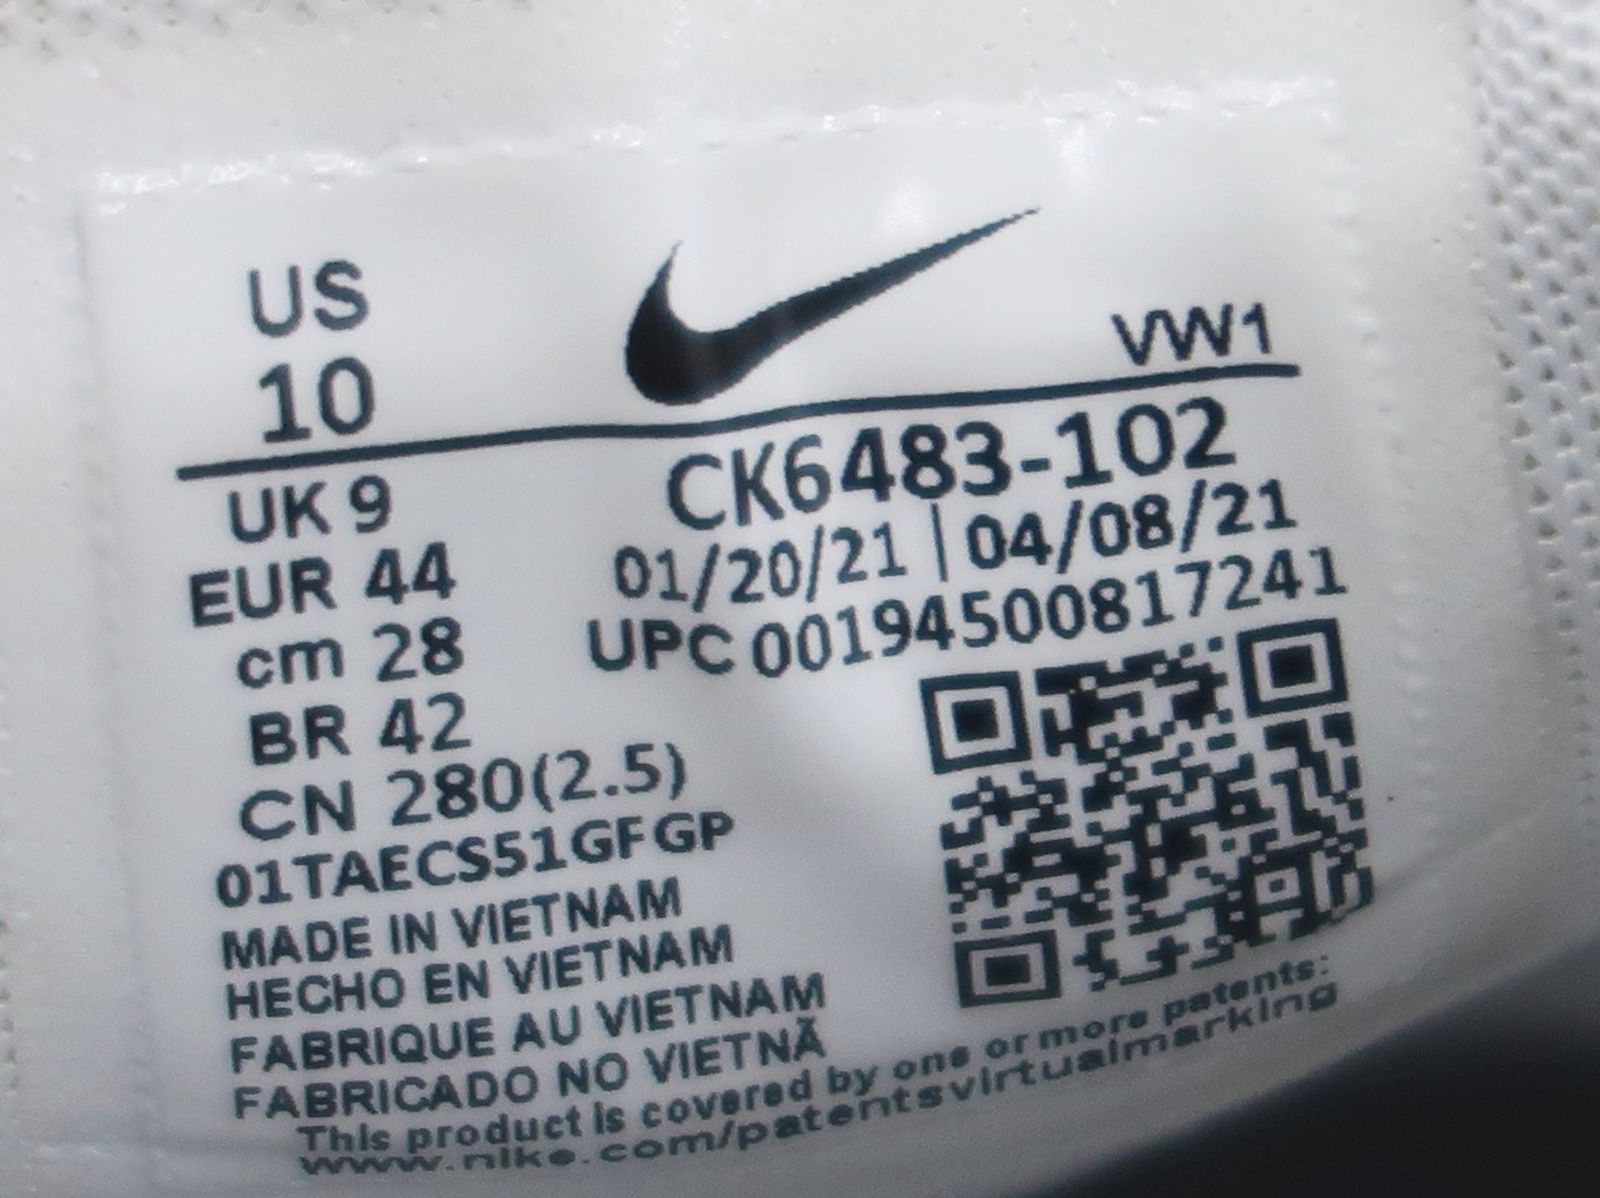 US
10
VW1
UK 9
EUR 44
cm 28
BR 42
CN 280(2.5)
CK6483-102
01/20/21 | 04/08/21
UPC 00194500817241
01TAECS51GFGP
MADE IN VIETNAM
HECHO EN VIETNAM
FABRIQUE AU VIETNAM
FABRICADO NO VIETNÃ
This product is covered by one or more patents:
www.nike.com/patentsvirtualmarking